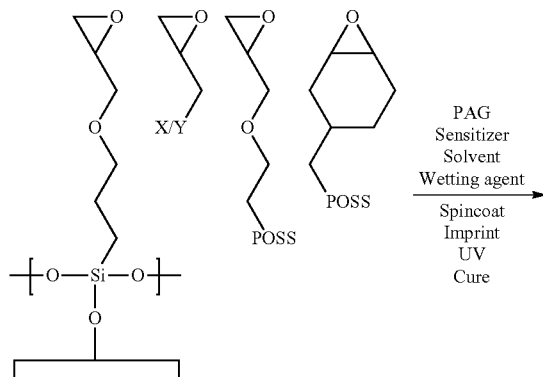 O O O O
O X/Y O
PAG
Sensitizer
Solvent
Wetting agent
O
POSS
Spincoat
POSS
Imprint
UV
O Si O
Cure
O